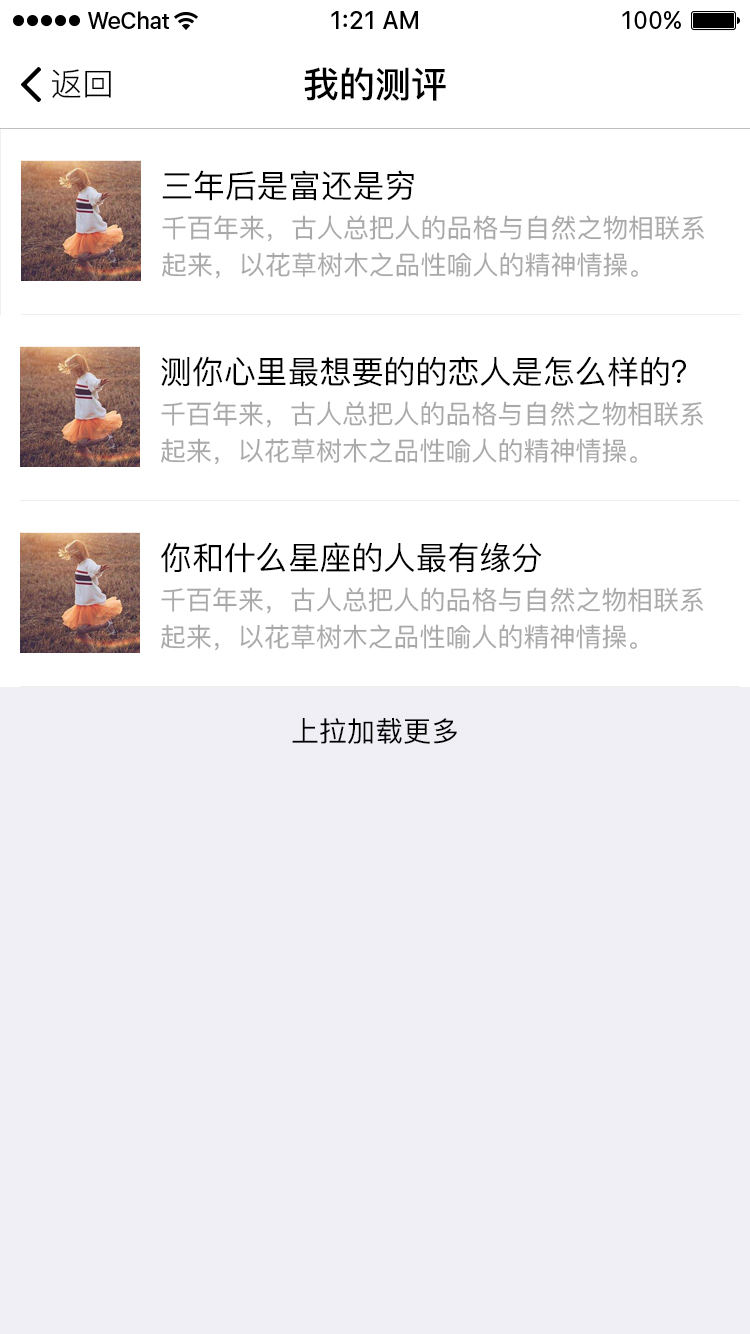 WeChat 1:21 AM 100%
返回 我的测评
三年后是富还是穷
千百年来，古人总把人的品格与自然之物相联系
起来，以花草树木之品性喻人的精神情操。
测你心里最想要的的恋人是怎么样的?
千百年来，古人总把人的品格与自然之物相联系
起来，以花草树木之品性喻人的精神情操。
你和什么星座的人最有缘分
千百年来，古人总把人的品格与自然之物相联系
起来，以花草树木之品性喻人的精神情操。
上拉加载更多